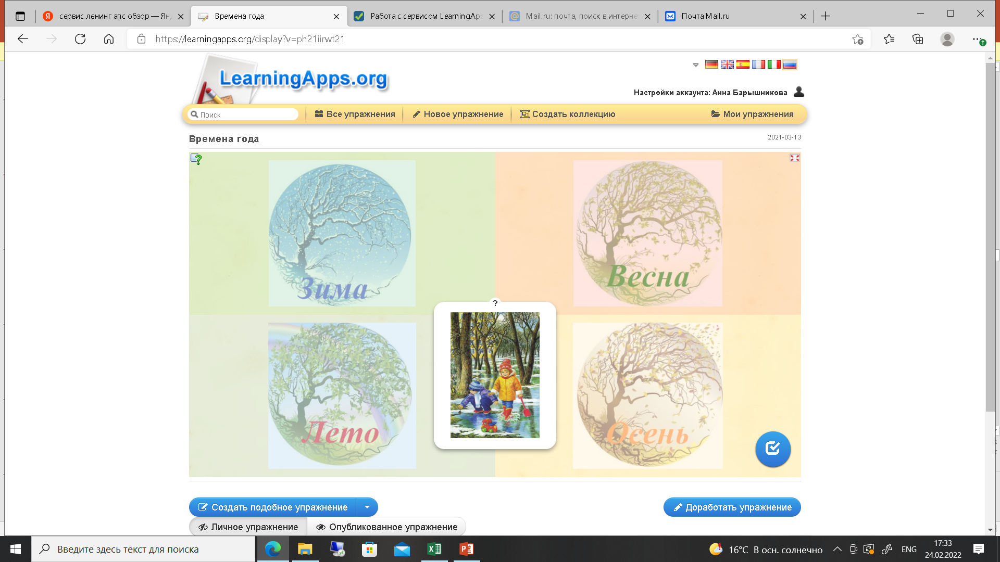 сервис ленинг апс обзор — Янд
Времена года
Работа с сервисом LearningApp
Mail.ru: почта, поиск в интерне
Почта Mail.ru
https://learningapps.org/display?v=ph21iirwt21
LearningApps.org
Настройки аккаунта: Анна Барышникова
Поиск
Все упражнения
Новое упражнение
Создать коллекцию
Мои упражнения
Времена года
2021-03-13
Зима
Весна
?
Лето
Осень
Создать подобное упражнение
Доработать упражнение
Личное упражнение
Опубликованное упражнение
Введите здесь текст для поиска
16°C В осн. солнечно
ENG
17:33
24.02.2022